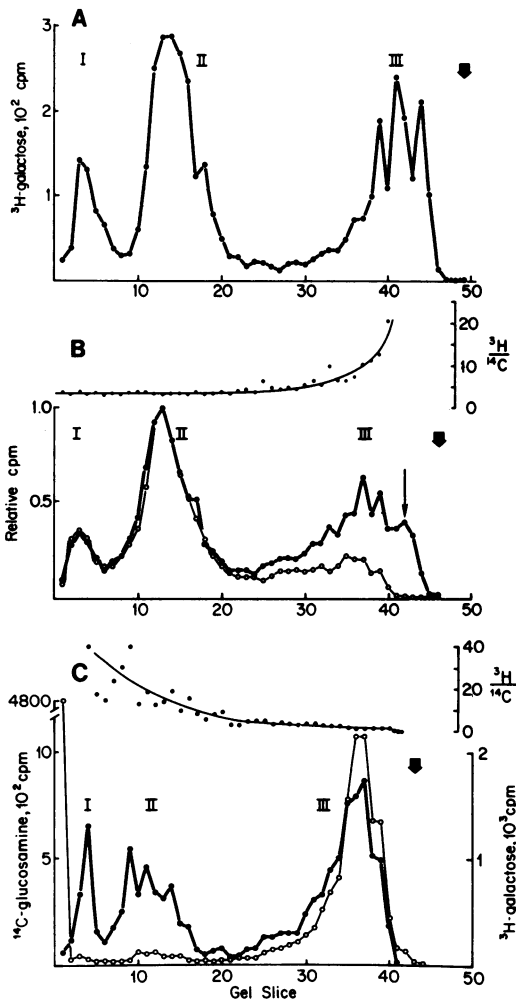 A
I
II
III
3
2
1
³H-galactose, 10² cpm
10
20
30
40
50
B
20
10
0
³H
¹⁴C
I
II
III
1.0
0.5
Relative cpm
10
20
30
40
50
C
40
20
0
³H
¹⁴C
4800
10
5
¹⁴C-glucosamine, 10² cpm
I
II
III
2
1
³H-galactose, 10³ cpm
10
20
30
40
50
Gel Slice